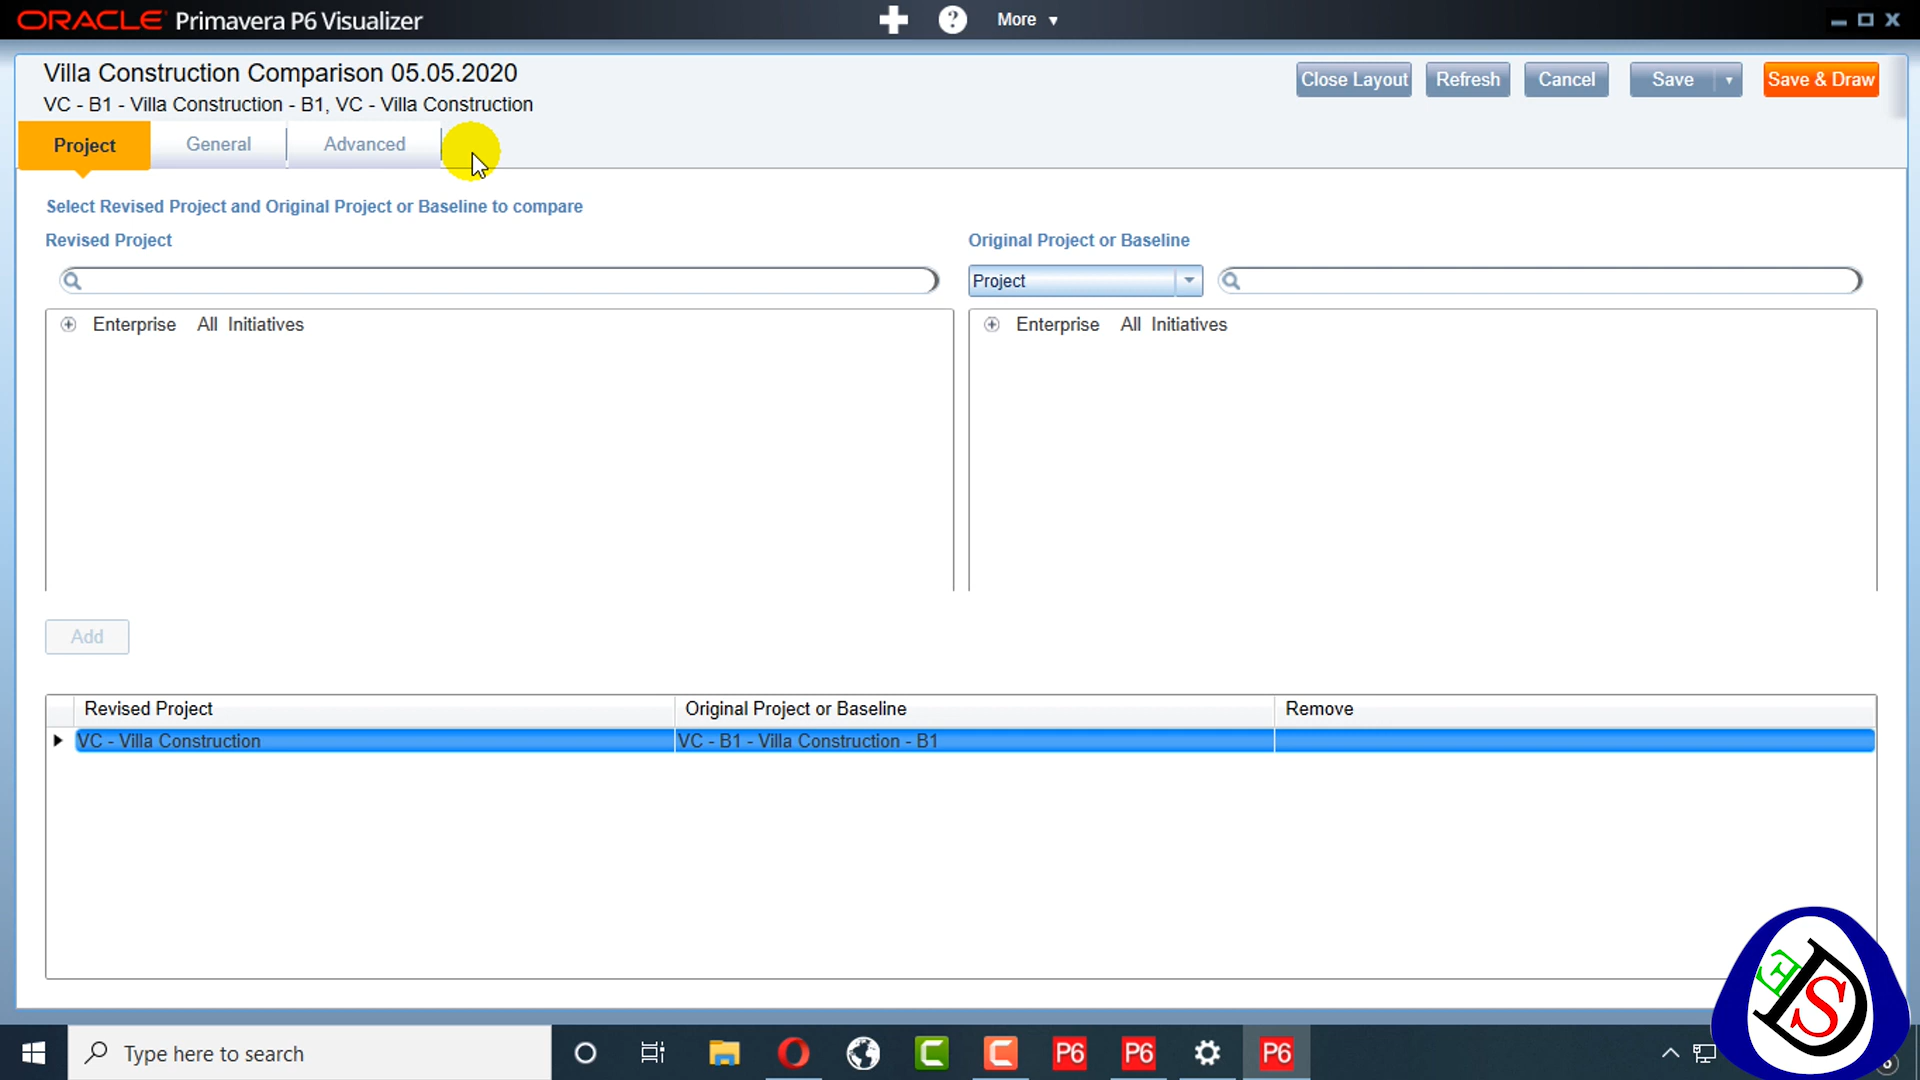 ORACLE Primavera P6 Visualizer
More
Villa Construction Comparison 05.05.2020
VC - B1 - Villa Construction - B1, VC - Villa Construction
Close Layout Refresh Cancel Save Save & Draw
Project General Advanced
Select Revised Project and Original Project or Baseline to compare
Revised Project
Original Project or Baseline
Project
Enterprise All Initiatives
Enterprise All Initiatives
Add
Revised Project Original Project or Baseline Remove
VC - Villa Construction VC - B1 - Villa Construction - B1
Type here to search
P6 P6 P6
E D S